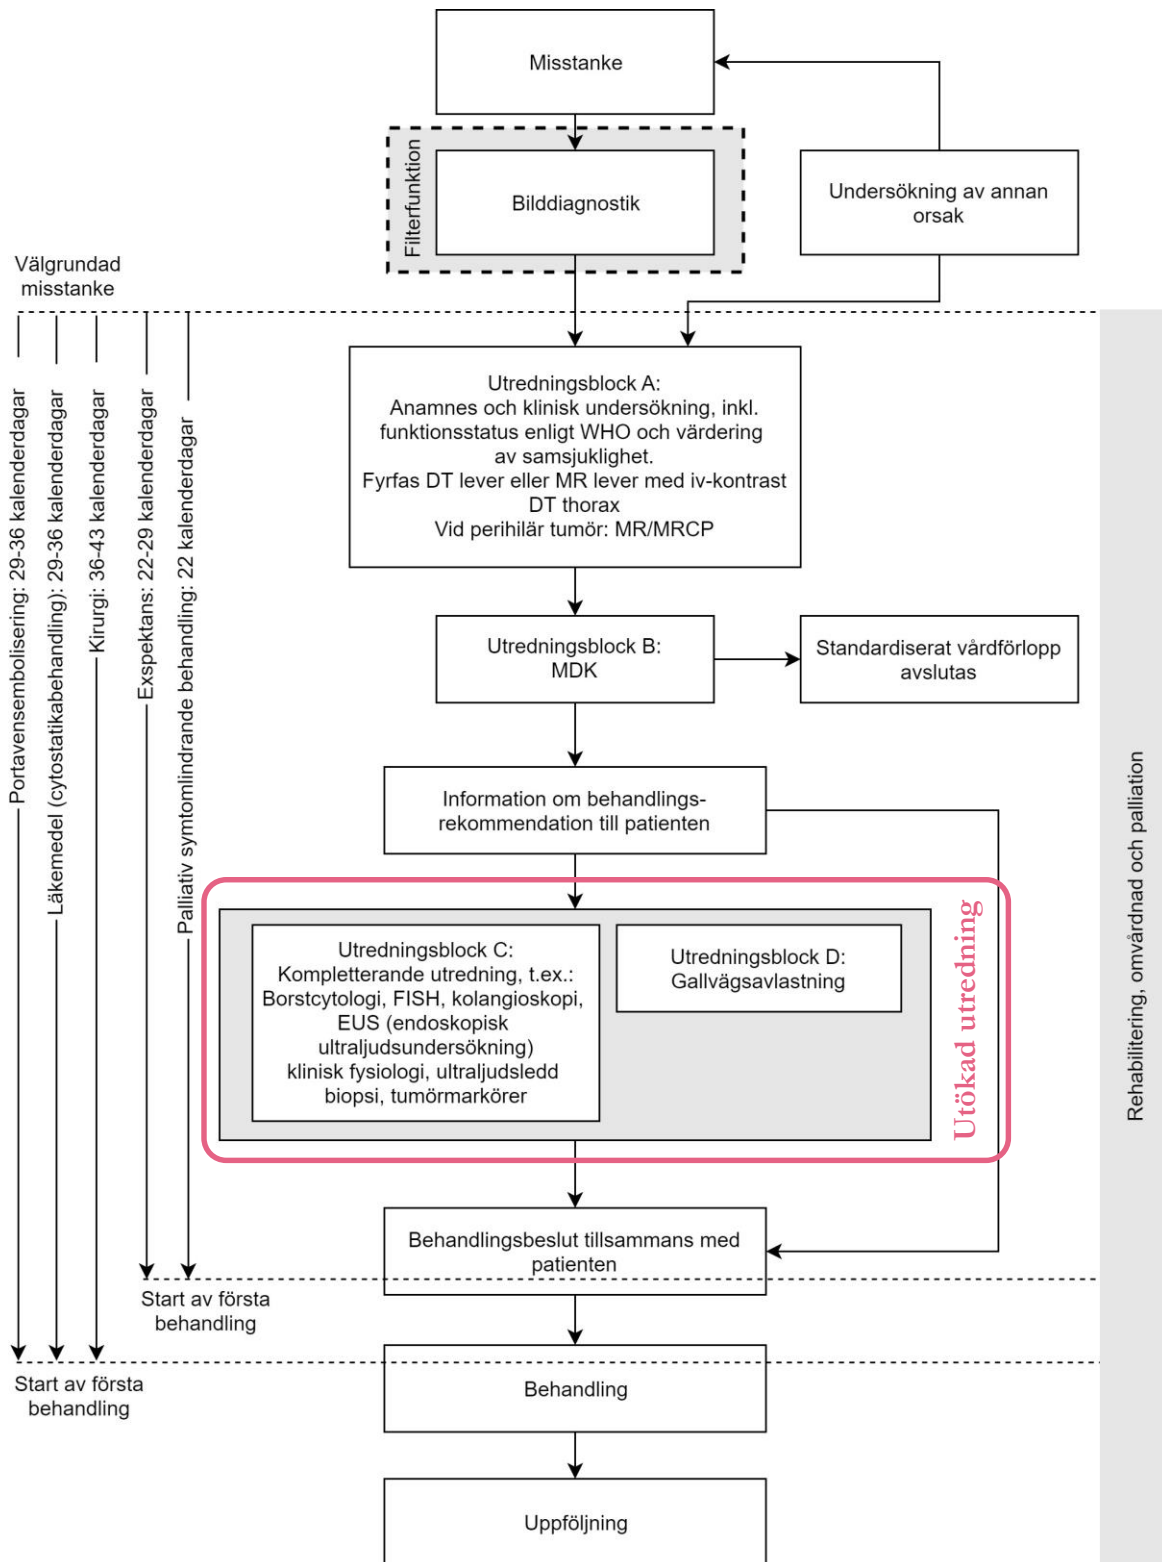 Misstanke
Filterfunktion
Bilddiagnostik
Undersökning av annan
orsak
Välgrundad
misstanke
Portavensembolisering: 29-36 kalenderdagar
Läkemedel (cytostatikabehandling): 29-36 kalenderdagar
Kirurgi: 36-43 kalenderdagar
Exspektans: 22-29 kalenderdagar
Palliativ symtomlindrande behandling: 22 kalenderdagar
Utredningsblock A:
Anamnes och klinisk undersökning, inkl.
funktionsstatus enligt WHO och värdering
av samsjuklighet.
Fyrfas DT lever eller MR lever med iv-kontrast
DT thorax
Vid perihilär tumör: MR/MRCP
Utredningsblock B:
MDK
Standardiserat vårdförlopp
avslutas
Information om behandlings-
rekommendation till patienten
Utredningsblock C:
Kompletterande utredning, t.ex.:
Borstcytologi, FISH, kolangioskopi,
EUS (endoskopisk
ultraljudsundersökning)
klinisk fysiologi, ultraljudsledd
biopsi, tumörmarkörer
Utredningsblock D:
Gallvägsavlastning
Utökad utredning
Rehabilitering, omvårdnad och palliation
Behandlingsbeslut tillsammans med
patienten
Start av första
behandling
Start av första
behandling
Behandling
Uppföljning